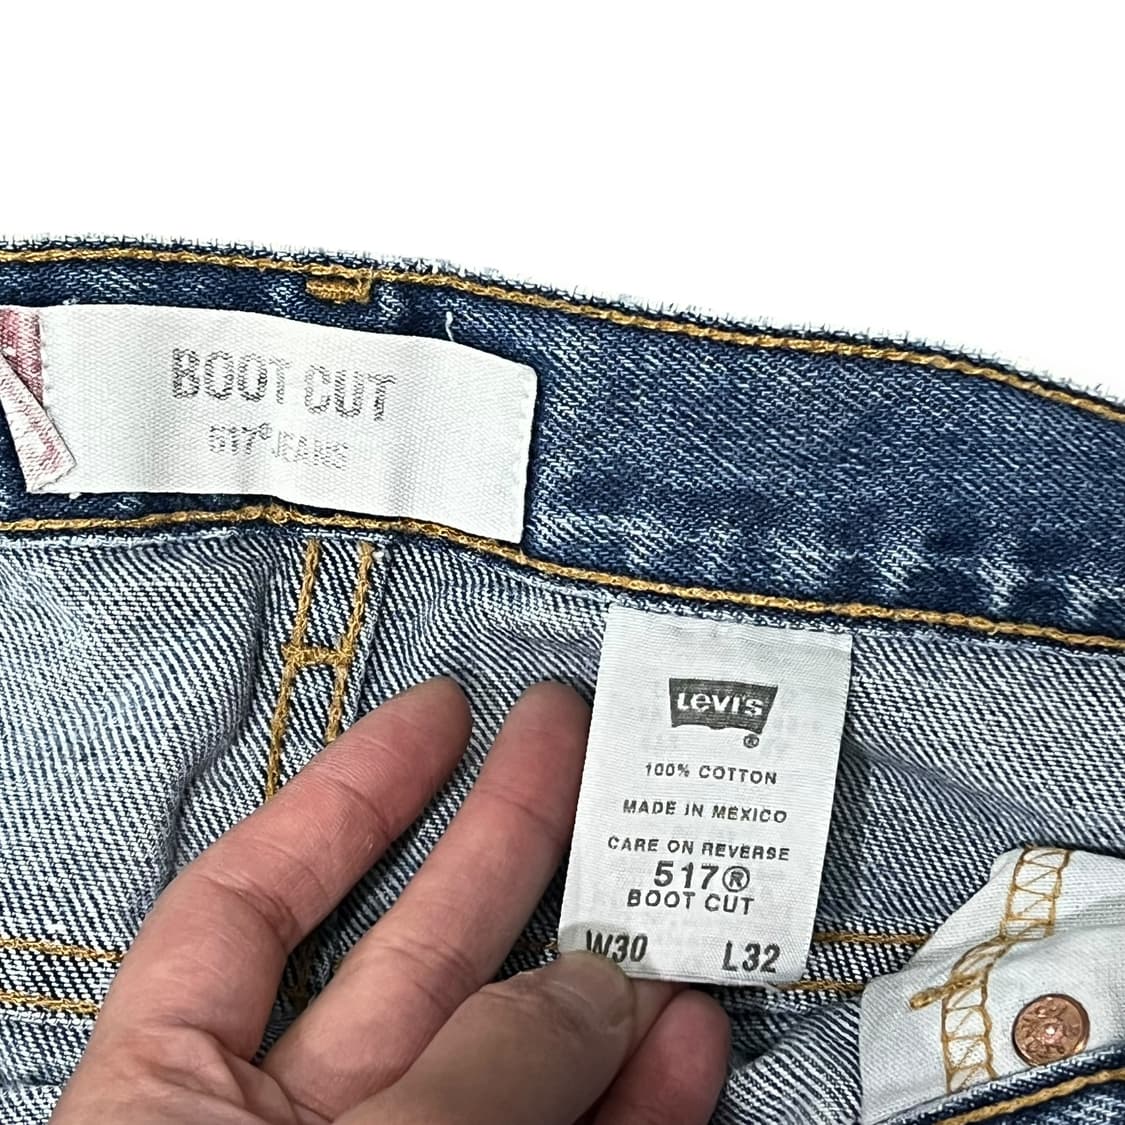 BOOT CUT
517® JEANS
Levi's
®
100% COTTON
MADE IN MEXICO
CARE ON REVERSE
517®
BOOT CUT
W30 L32